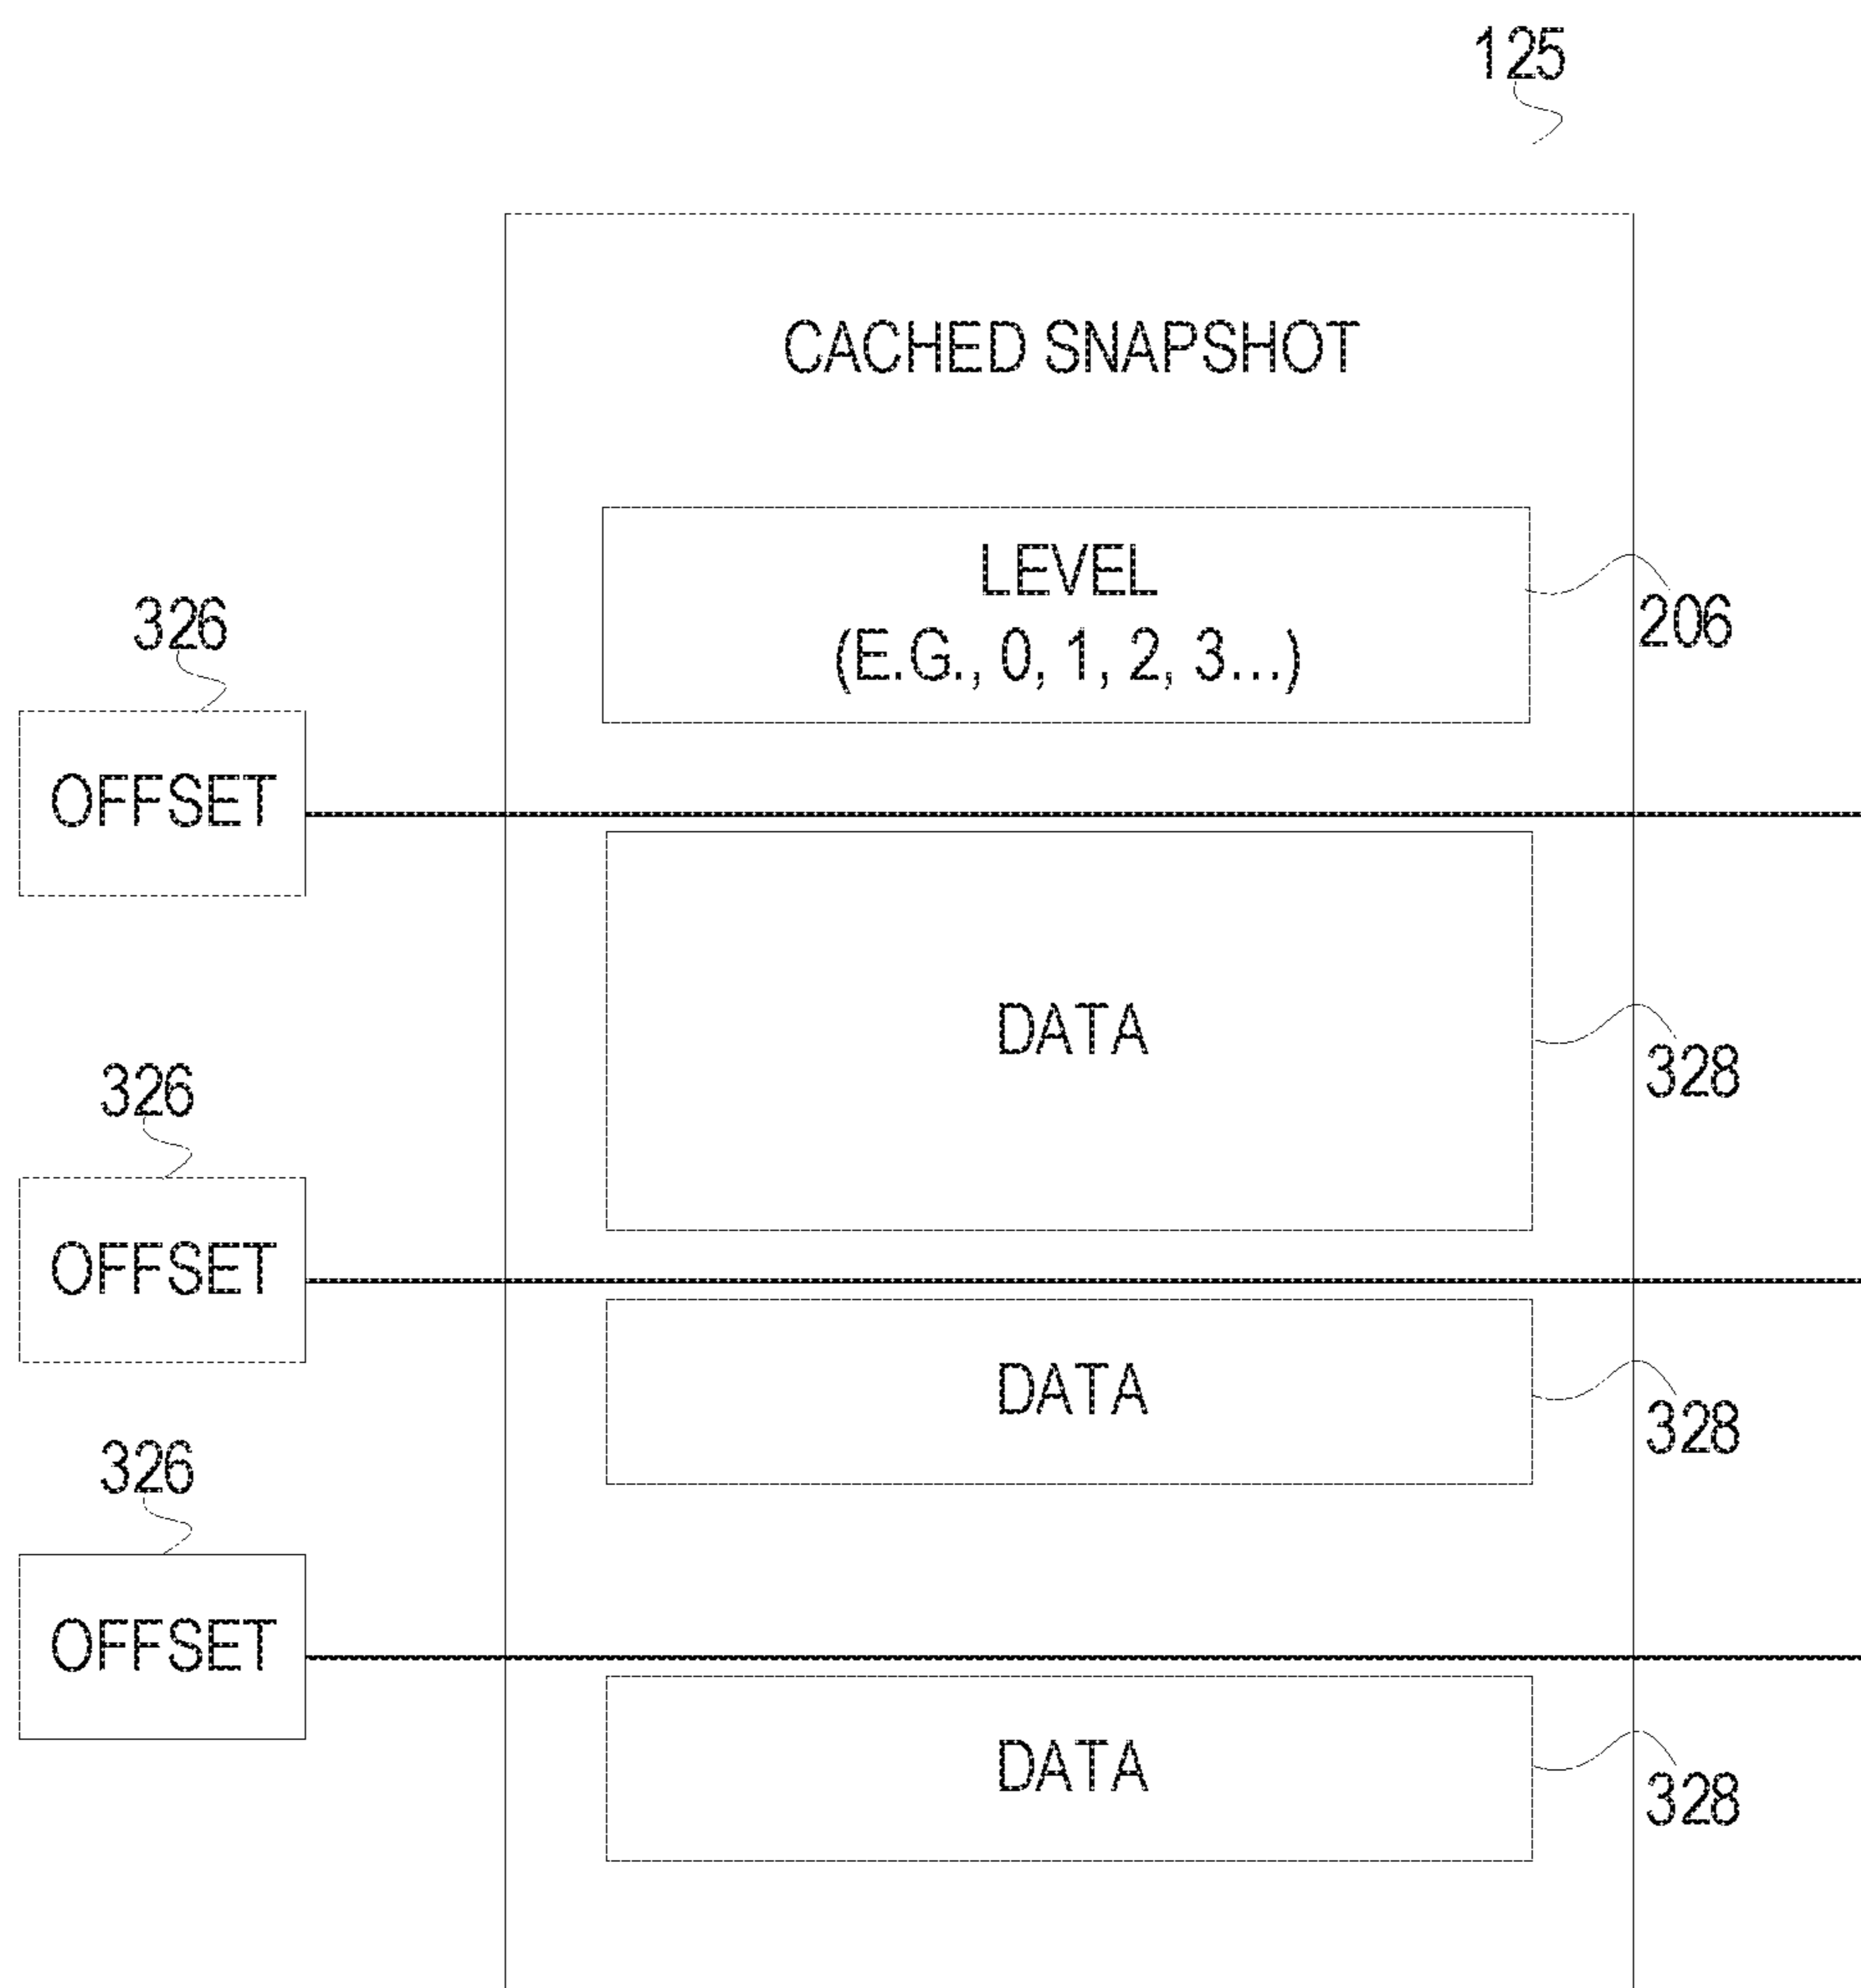 125
CACHED SNAPSHOT
LEVEL
(E.G., 0, 1, 2, 3...)
206
326
OFFSET
DATA
328
326
OFFSET
DATA
328
326
OFFSET
DATA
328